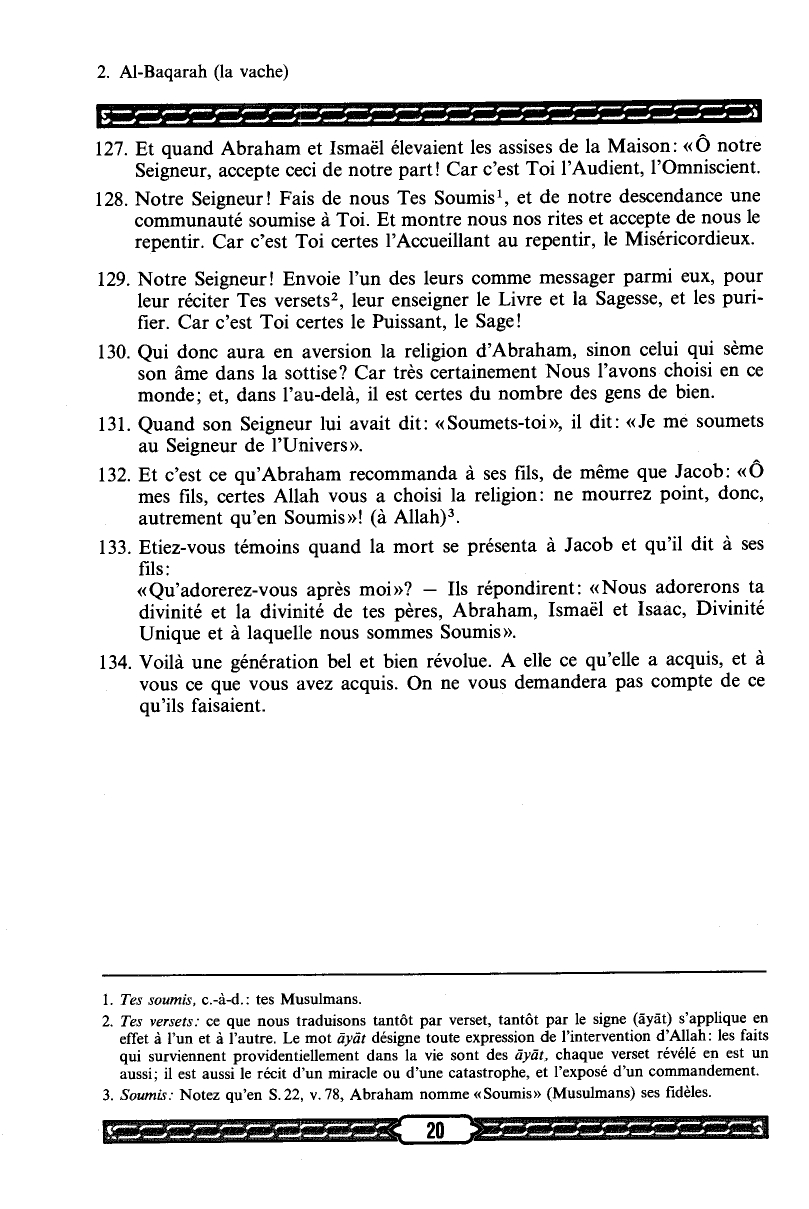 2. Al-Baqarah (la vache)
127. Et quand Abraham et Ismaël élevaient les assises de la Maison: «Ô notre
Seigneur, accepte ceci de notre part! Car c'est Toi l'Audient, l'Omniscient.
128. Notre Seigneur! Fais de nous Tes Soumis¹, et de notre descendance une
communauté soumise à Toi. Et montre nous nos rites et accepte de nous le
repentir. Car c'est Toi certes l'Accueillant au repentir, le Miséricordieux.
129. Notre Seigneur! Envoie l'un des leurs comme messager parmi eux, pour
leur réciter Tes versets², leur enseigner le Livre et la Sagesse, et les puri-
fier. Car c'est Toi certes le Puissant, le Sage!
130. Qui donc aura en aversion la religion d'Abraham, sinon celui qui sème
son âme dans la sottise? Car très certainement Nous l'avons choisi en ce
monde; et, dans l'au-delà, il est certes du nombre des gens de bien.
131. Quand son Seigneur lui avait dit: «Soumets-toi», il dit: «Je me soumets
au Seigneur de l'Univers».
132. Et c'est ce qu'Abraham recommanda à ses fils, de même que Jacob: «Ô
mes fils, certes Allah vous a choisi la religion: ne mourrez point, donc,
autrement qu'en Soumis»! (à Allah)³.
133. Etiez-vous témoins quand la mort se présenta à Jacob et qu'il dit à ses
fils:
«Qu'adorerez-vous après moi»? — Ils répondirent: «Nous adorerons ta
divinité et la divinité de tes pères, Abraham, Ismaël et Isaac, Divinité
Unique et à laquelle nous sommes Soumis».
134. Voilà une génération bel et bien révolue. A elle ce qu'elle a acquis, et à
vous ce que vous avez acquis. On ne vous demandera pas compte de ce
qu'ils faisaient.
1. Tes soumis, c.-à-d.: tes Musulmans.
2. Tes versets: ce que nous traduisons tantôt par verset, tantôt par le signe (āyāt) s'applique en
effet à l'un et à l'autre. Le mot āyāt désigne toute expression de l'intervention d'Allah: les faits
qui surviennent providentiellement dans la vie sont des āyāt, chaque verset révélé en est un
aussi; il est aussi le récit d'un miracle ou d'une catastrophe, et l'exposé d'un commandement.
3. Soumis: Notez qu'en S. 22, v. 78, Abraham nomme «Soumis» (Musulmans) ses fidèles.
20